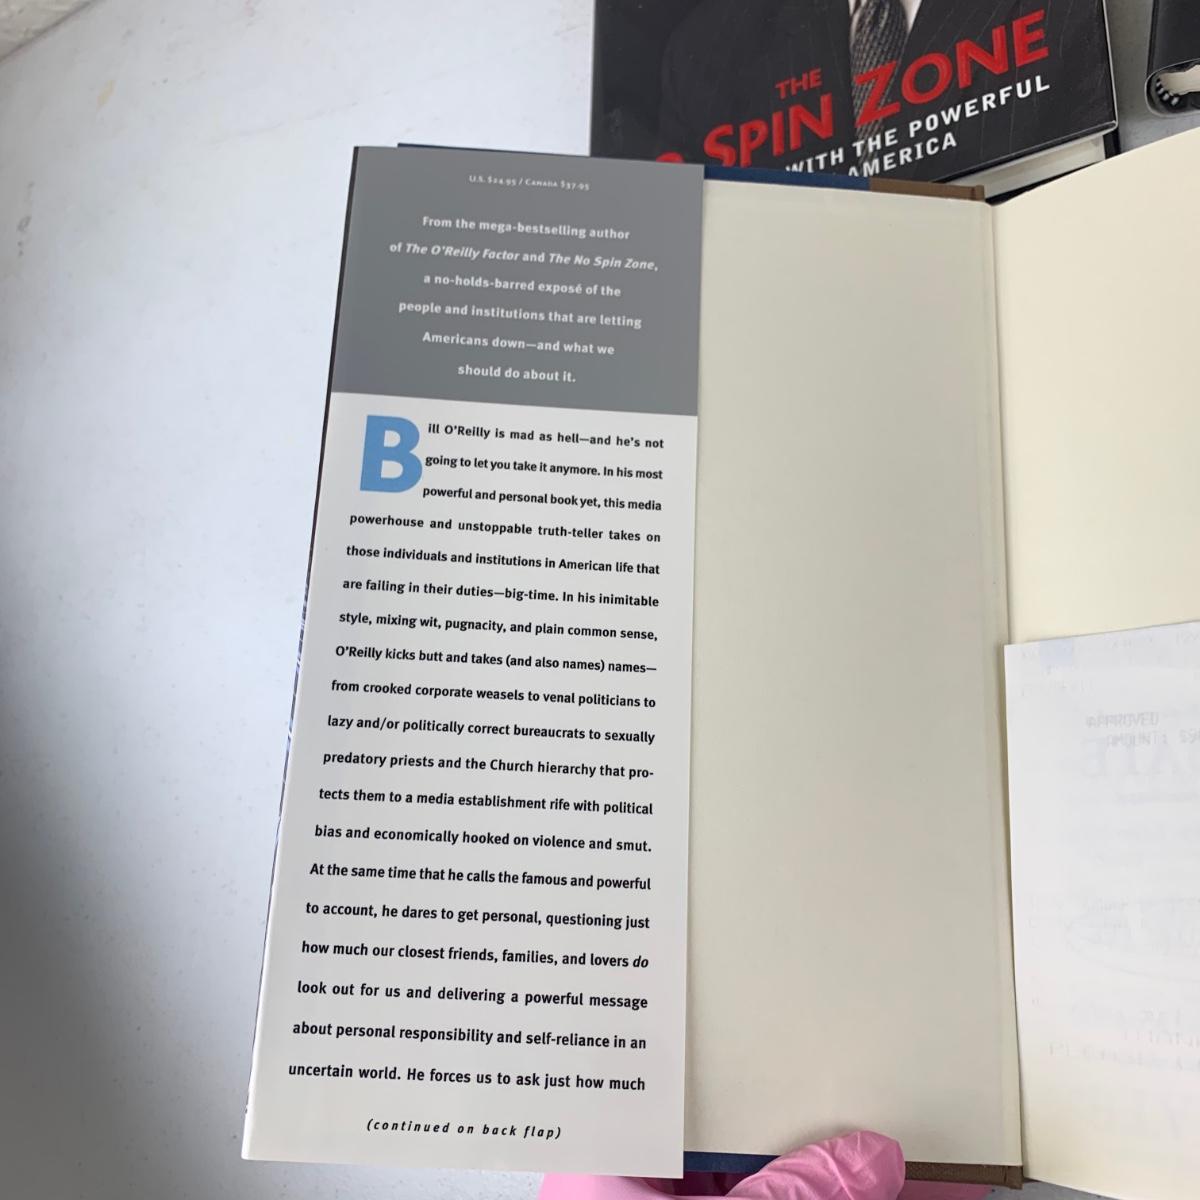 THE
SPIN ZONE
WITH THE POWERFUL
AMERICA
U.S. $24.95 / CANADA $37.95
From the mega-bestselling author
of The O'Reilly Factor and The No Spin Zone,
a no-holds-barred exposé of the
people and institutions that are letting
Americans down—and what we
should do about it.
Bill O'Reilly is mad as hell—and he's not
going to let you take it anymore. In his most
powerful and personal book yet, this media
powerhouse and unstoppable truth-teller takes on
those individuals and institutions in American life that
are failing in their duties—big-time. In his inimitable
style, mixing wit, pugnacity, and plain common sense,
O'Reilly kicks butt and takes (and also names) names—
from crooked corporate weasels to venal politicians to
lazy and/or politically correct bureaucrats to sexually
predatory priests and the Church hierarchy that pro-
tects them to a media establishment rife with political
bias and economically hooked on violence and smut.
At the same time that he calls the famous and powerful
to account, he dares to get personal, questioning just
how much our closest friends, families, and lovers do
look out for us and delivering a powerful message
about personal responsibility and self-reliance in an
uncertain world. He forces us to ask just how much
(continued on back flap)
APPROVED
AMOUNT: